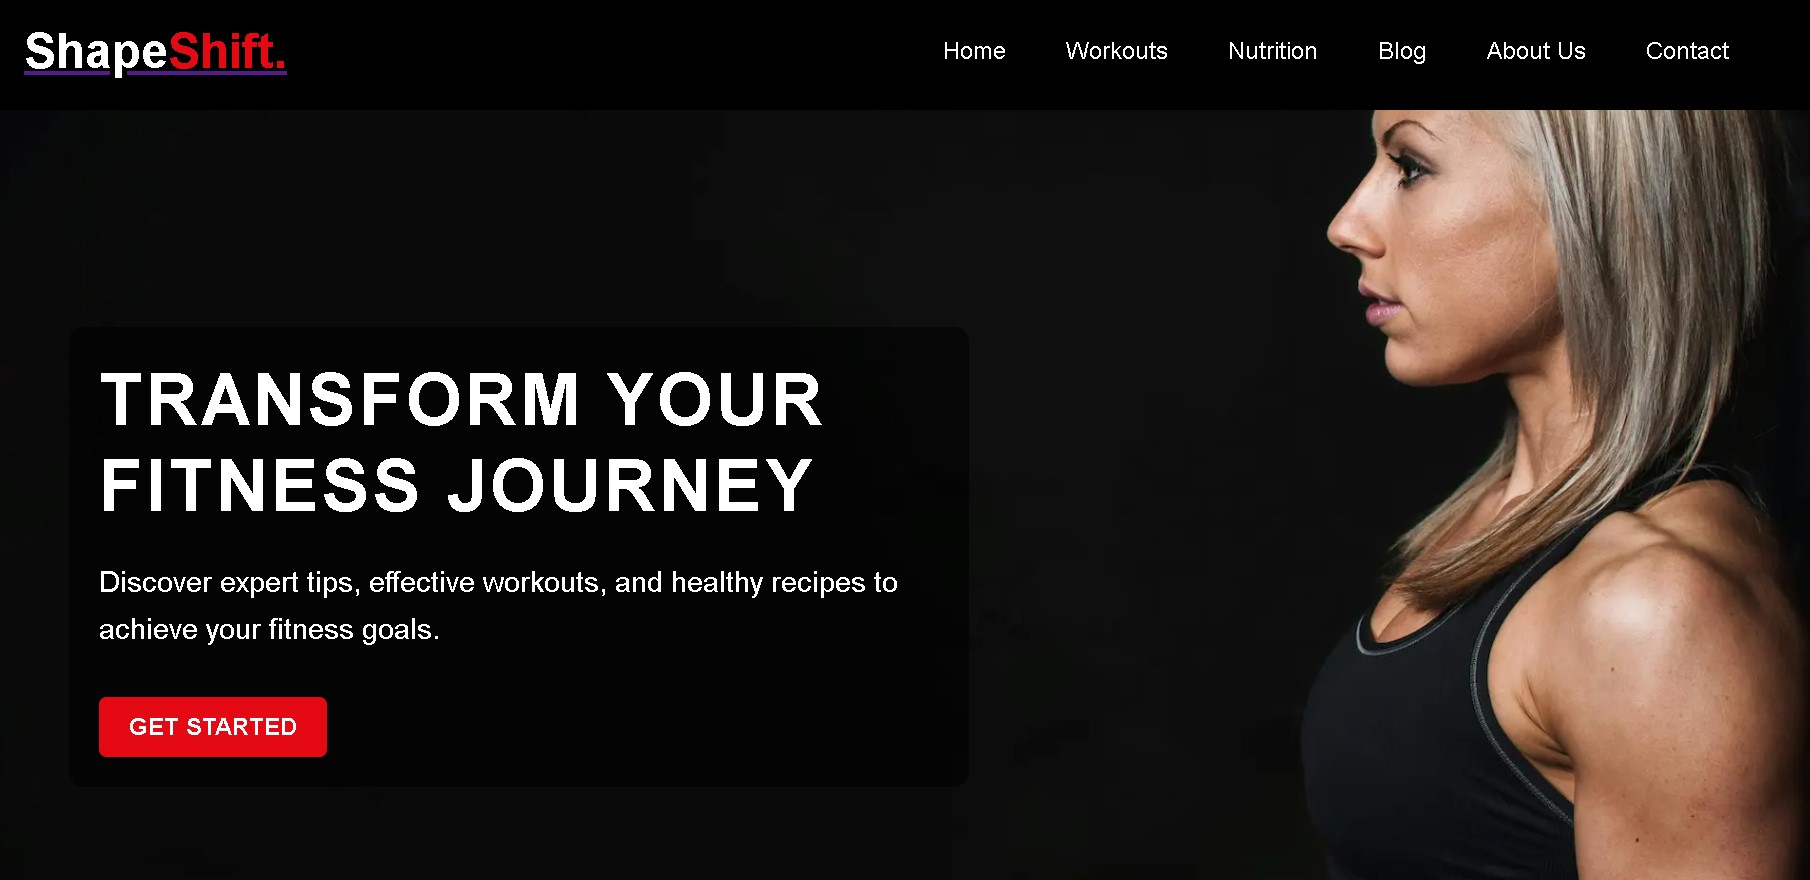 ShapeShift.
Home Workouts Nutrition Blog About Us Contact
TRANSFORM YOUR
FITNESS JOURNEY
Discover expert tips, effective workouts, and healthy recipes to
achieve your fitness goals.
GET STARTED